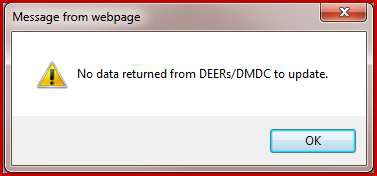 Message from webpage
No data returned from DEERs/DMDC to update.
OK